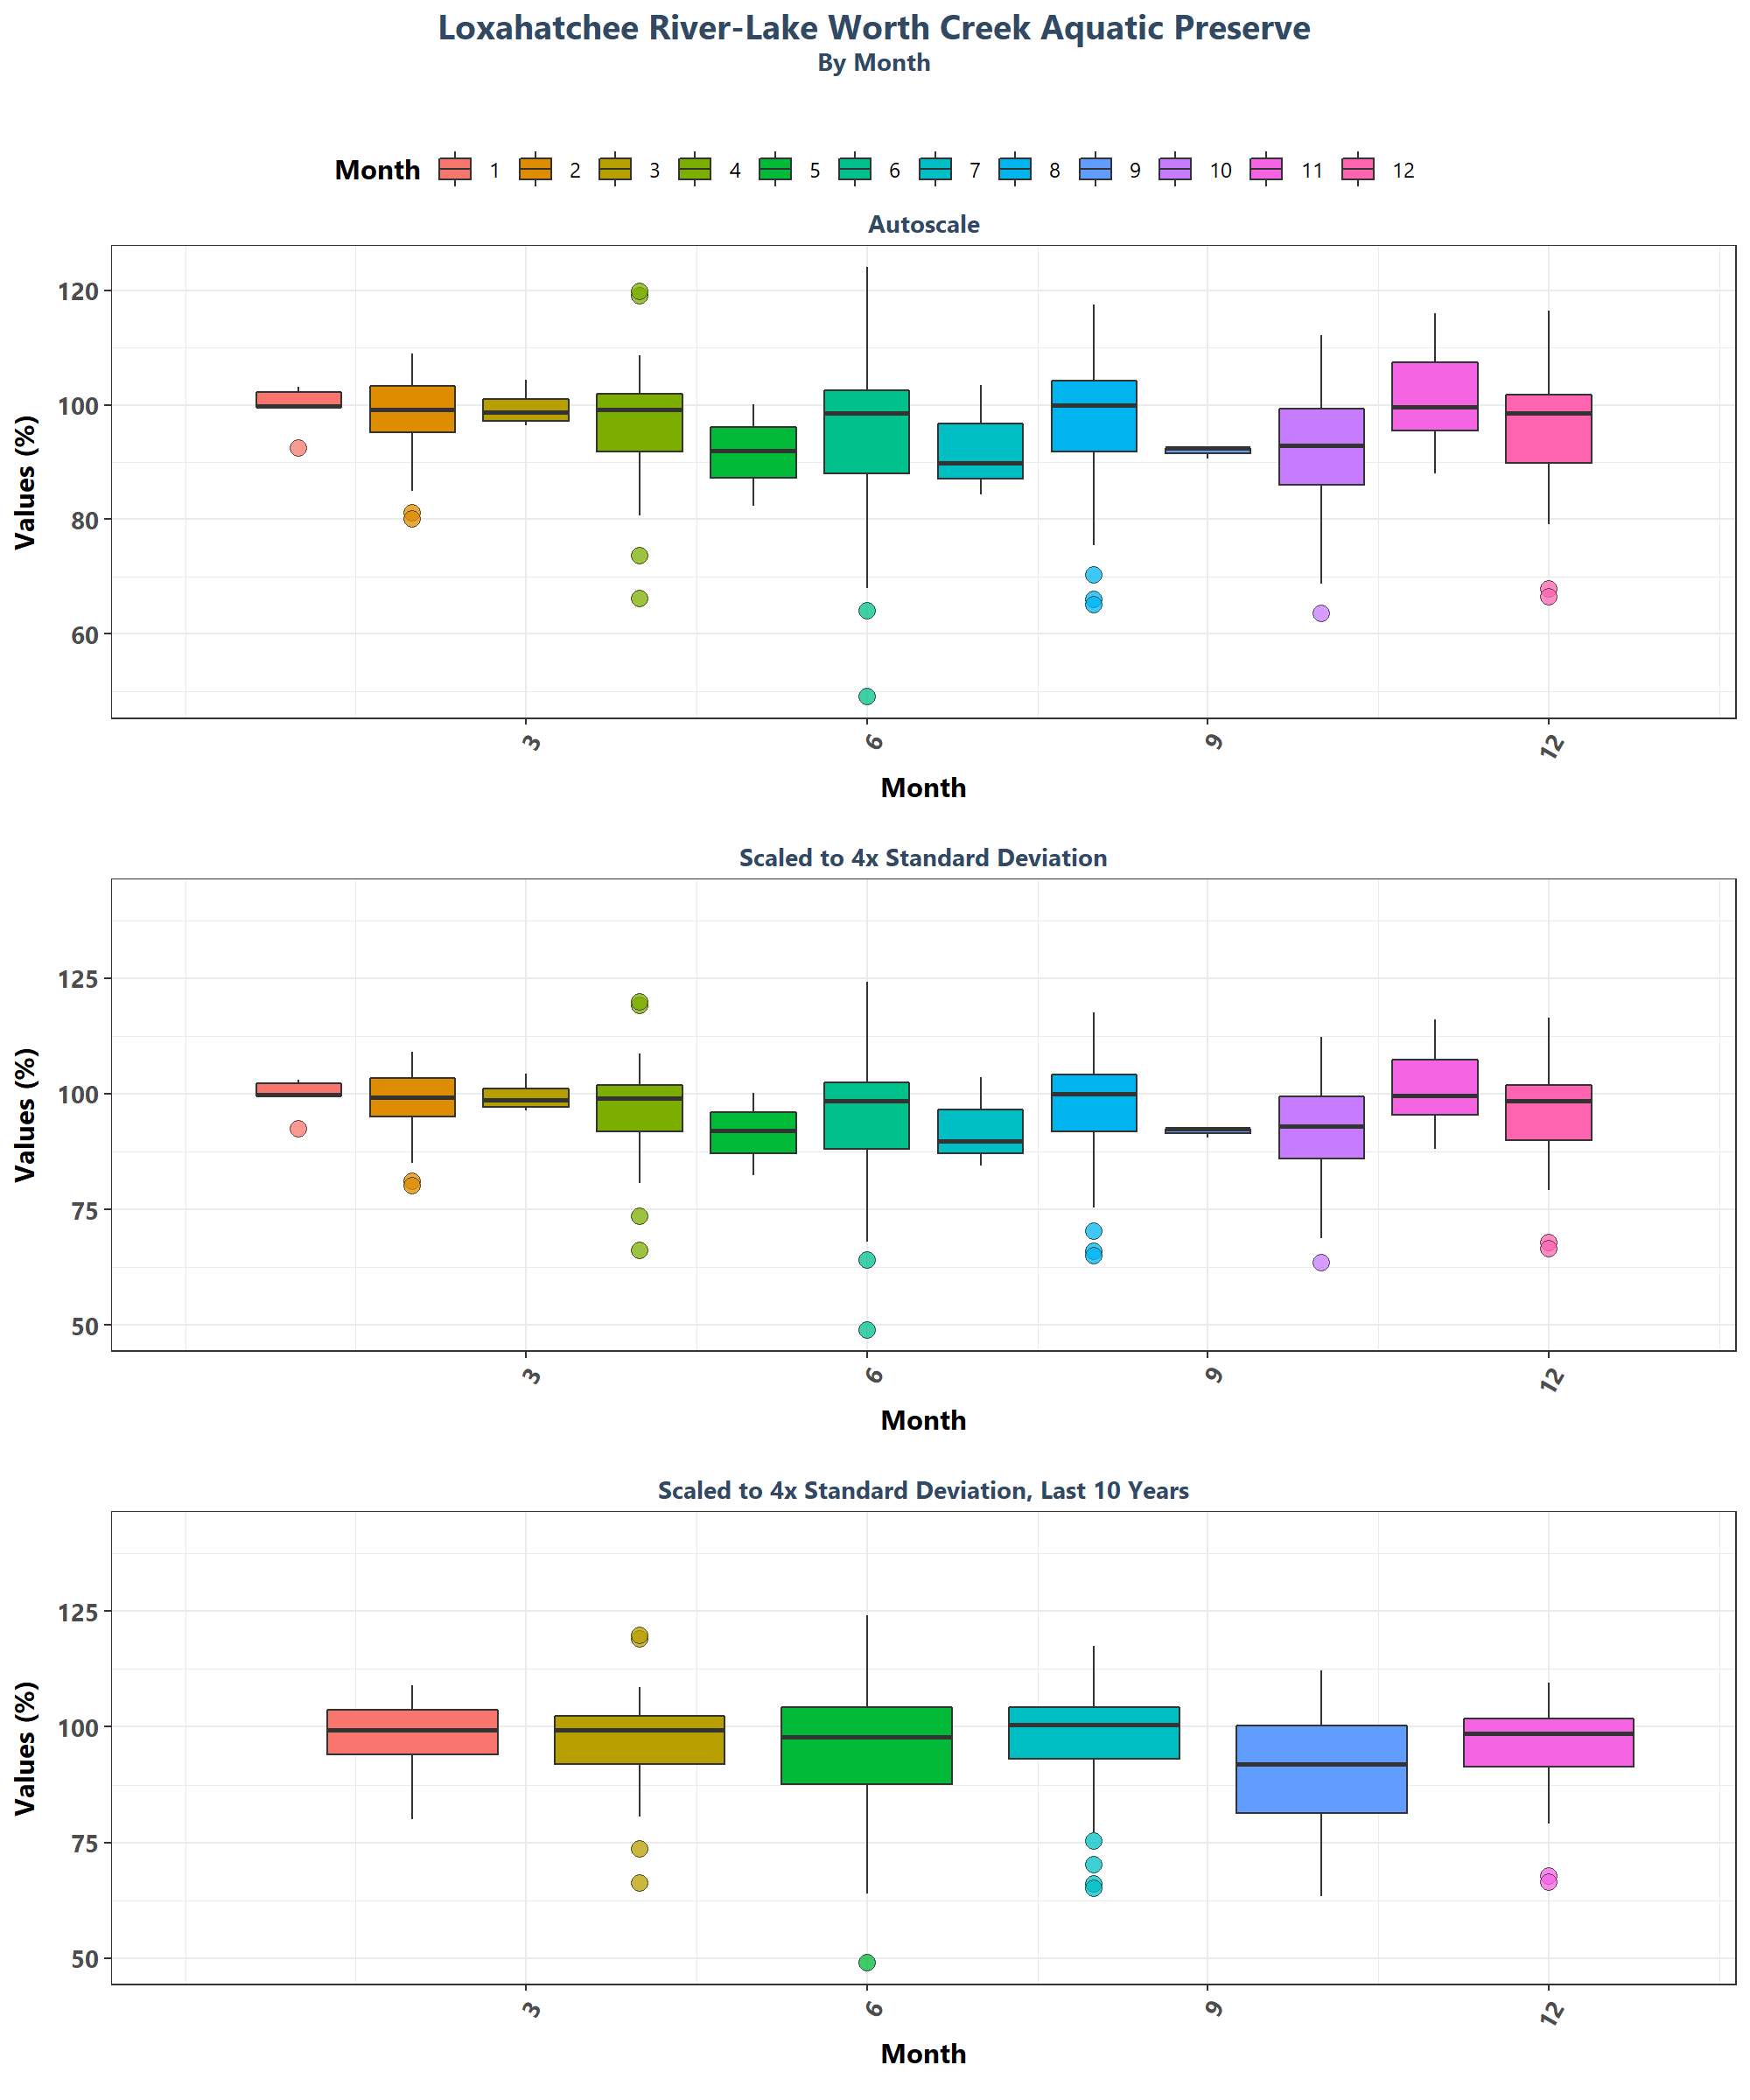 Loxahatchee River-Lake Worth Creek Aquatic Preserve
By Month
Month 1 2 3 4 5 6 7 8 9 10 11 12
Autoscale
Values (%)
120
100
80
60
3 6 9 12
Month
Scaled to 4x Standard Deviation
Values (%)
125
100
75
50
3 6 9 12
Month
Scaled to 4x Standard Deviation, Last 10 Years
Values (%)
125
100
75
50
3 6 9 12
Month